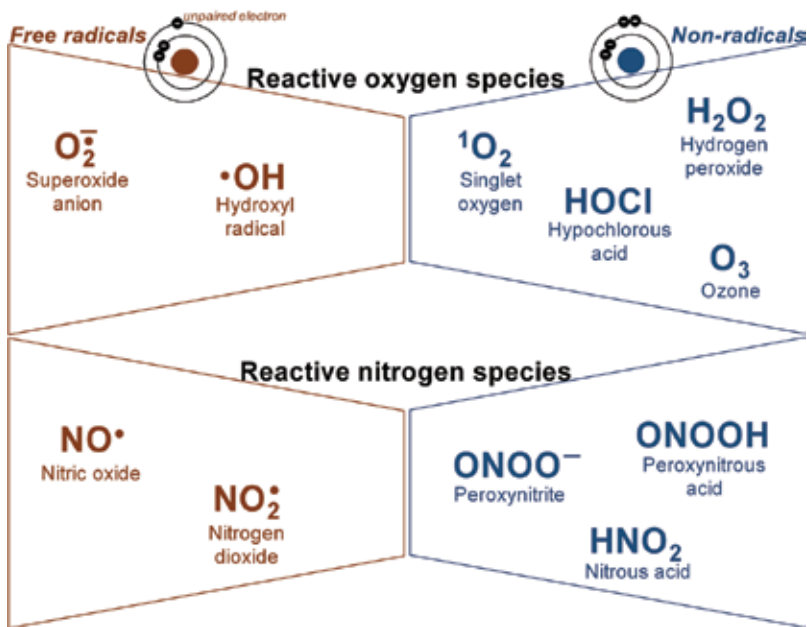 unpaired electron
Free radicals
Non-radicals
Reactive oxygen species
O₂•̅
Superoxide
anion
•OH
Hydroxyl
radical
¹O₂
Singlet
oxygen
HOCl
Hypochlorous
acid
H₂O₂
Hydrogen
peroxide
O₃
Ozone
Reactive nitrogen species
NO•
Nitric oxide
NO₂•
Nitrogen
dioxide
ONOO⁻
Peroxynitrite
ONOOH
Peroxynitrous
acid
HNO₂
Nitrous acid